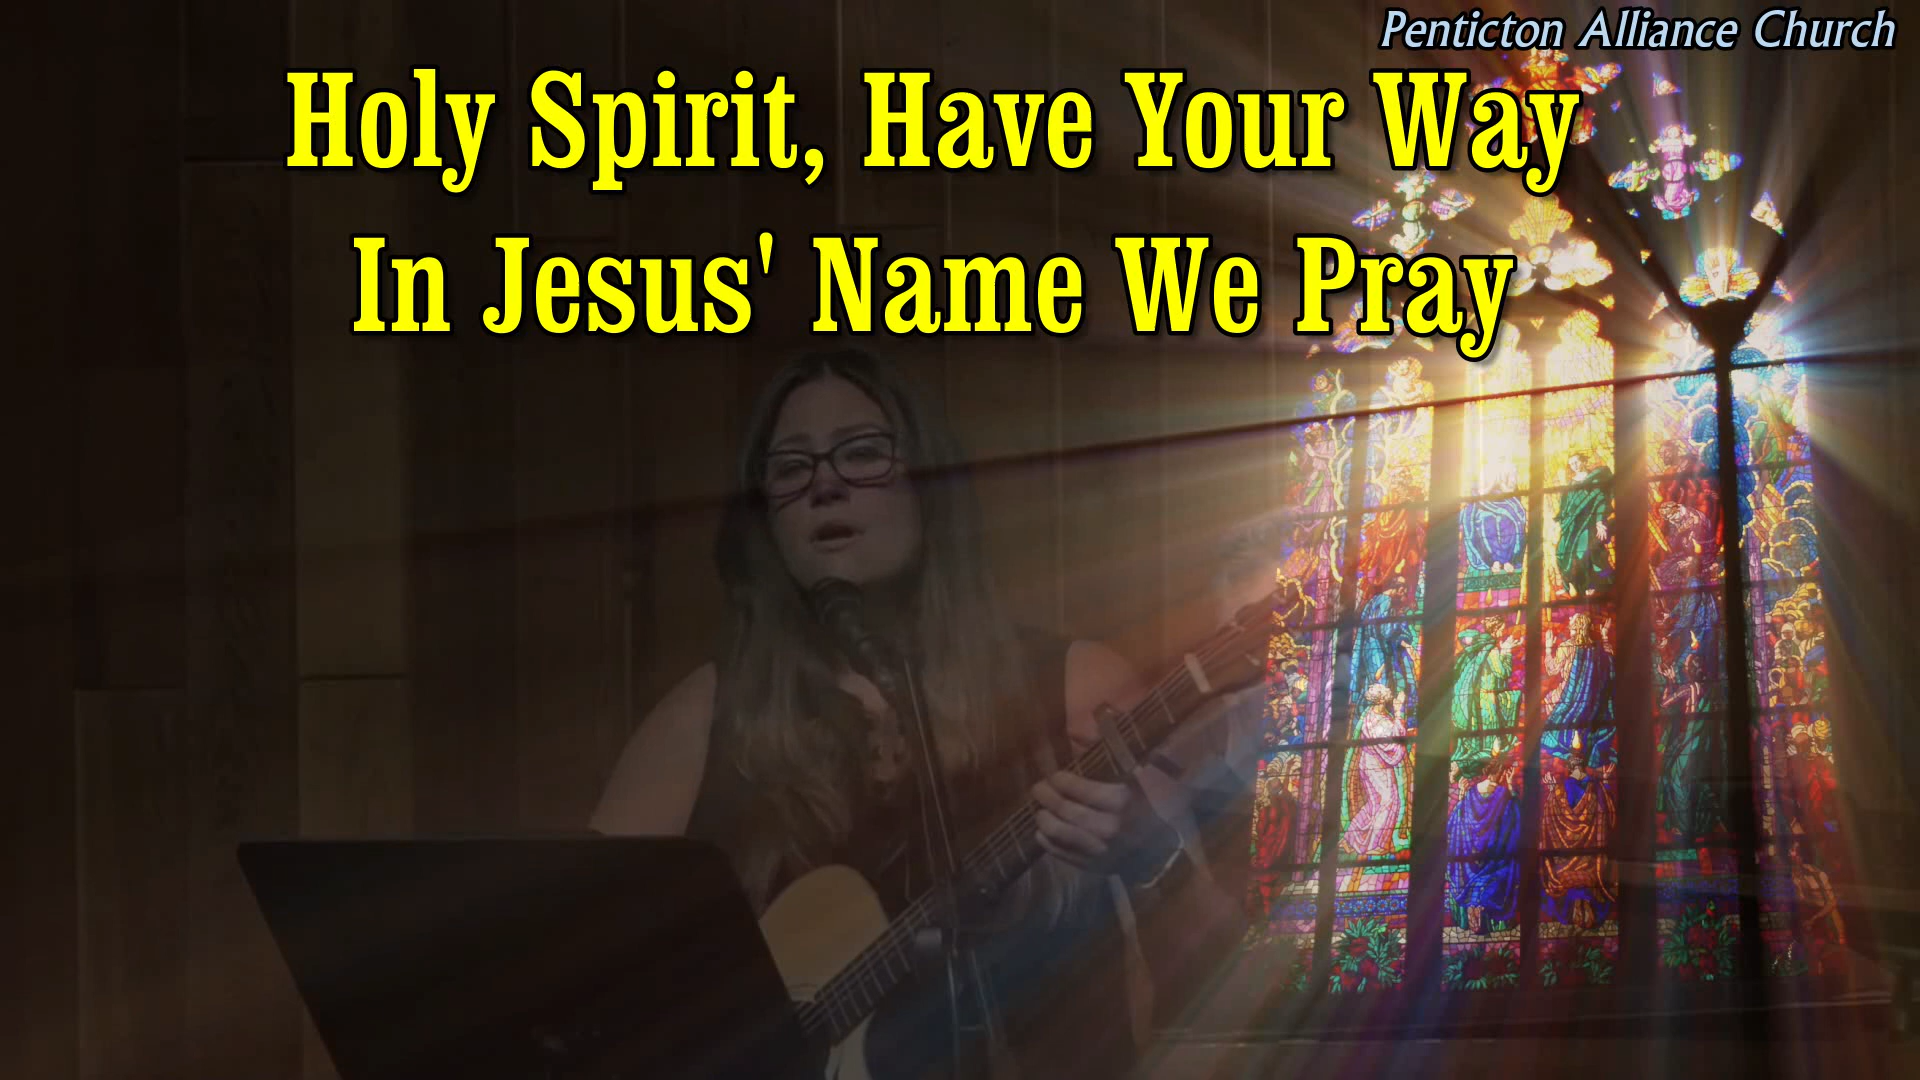 Penticton Alliance Church
Holy Spirit, Have Your Way
In Jesus' Name We Pray